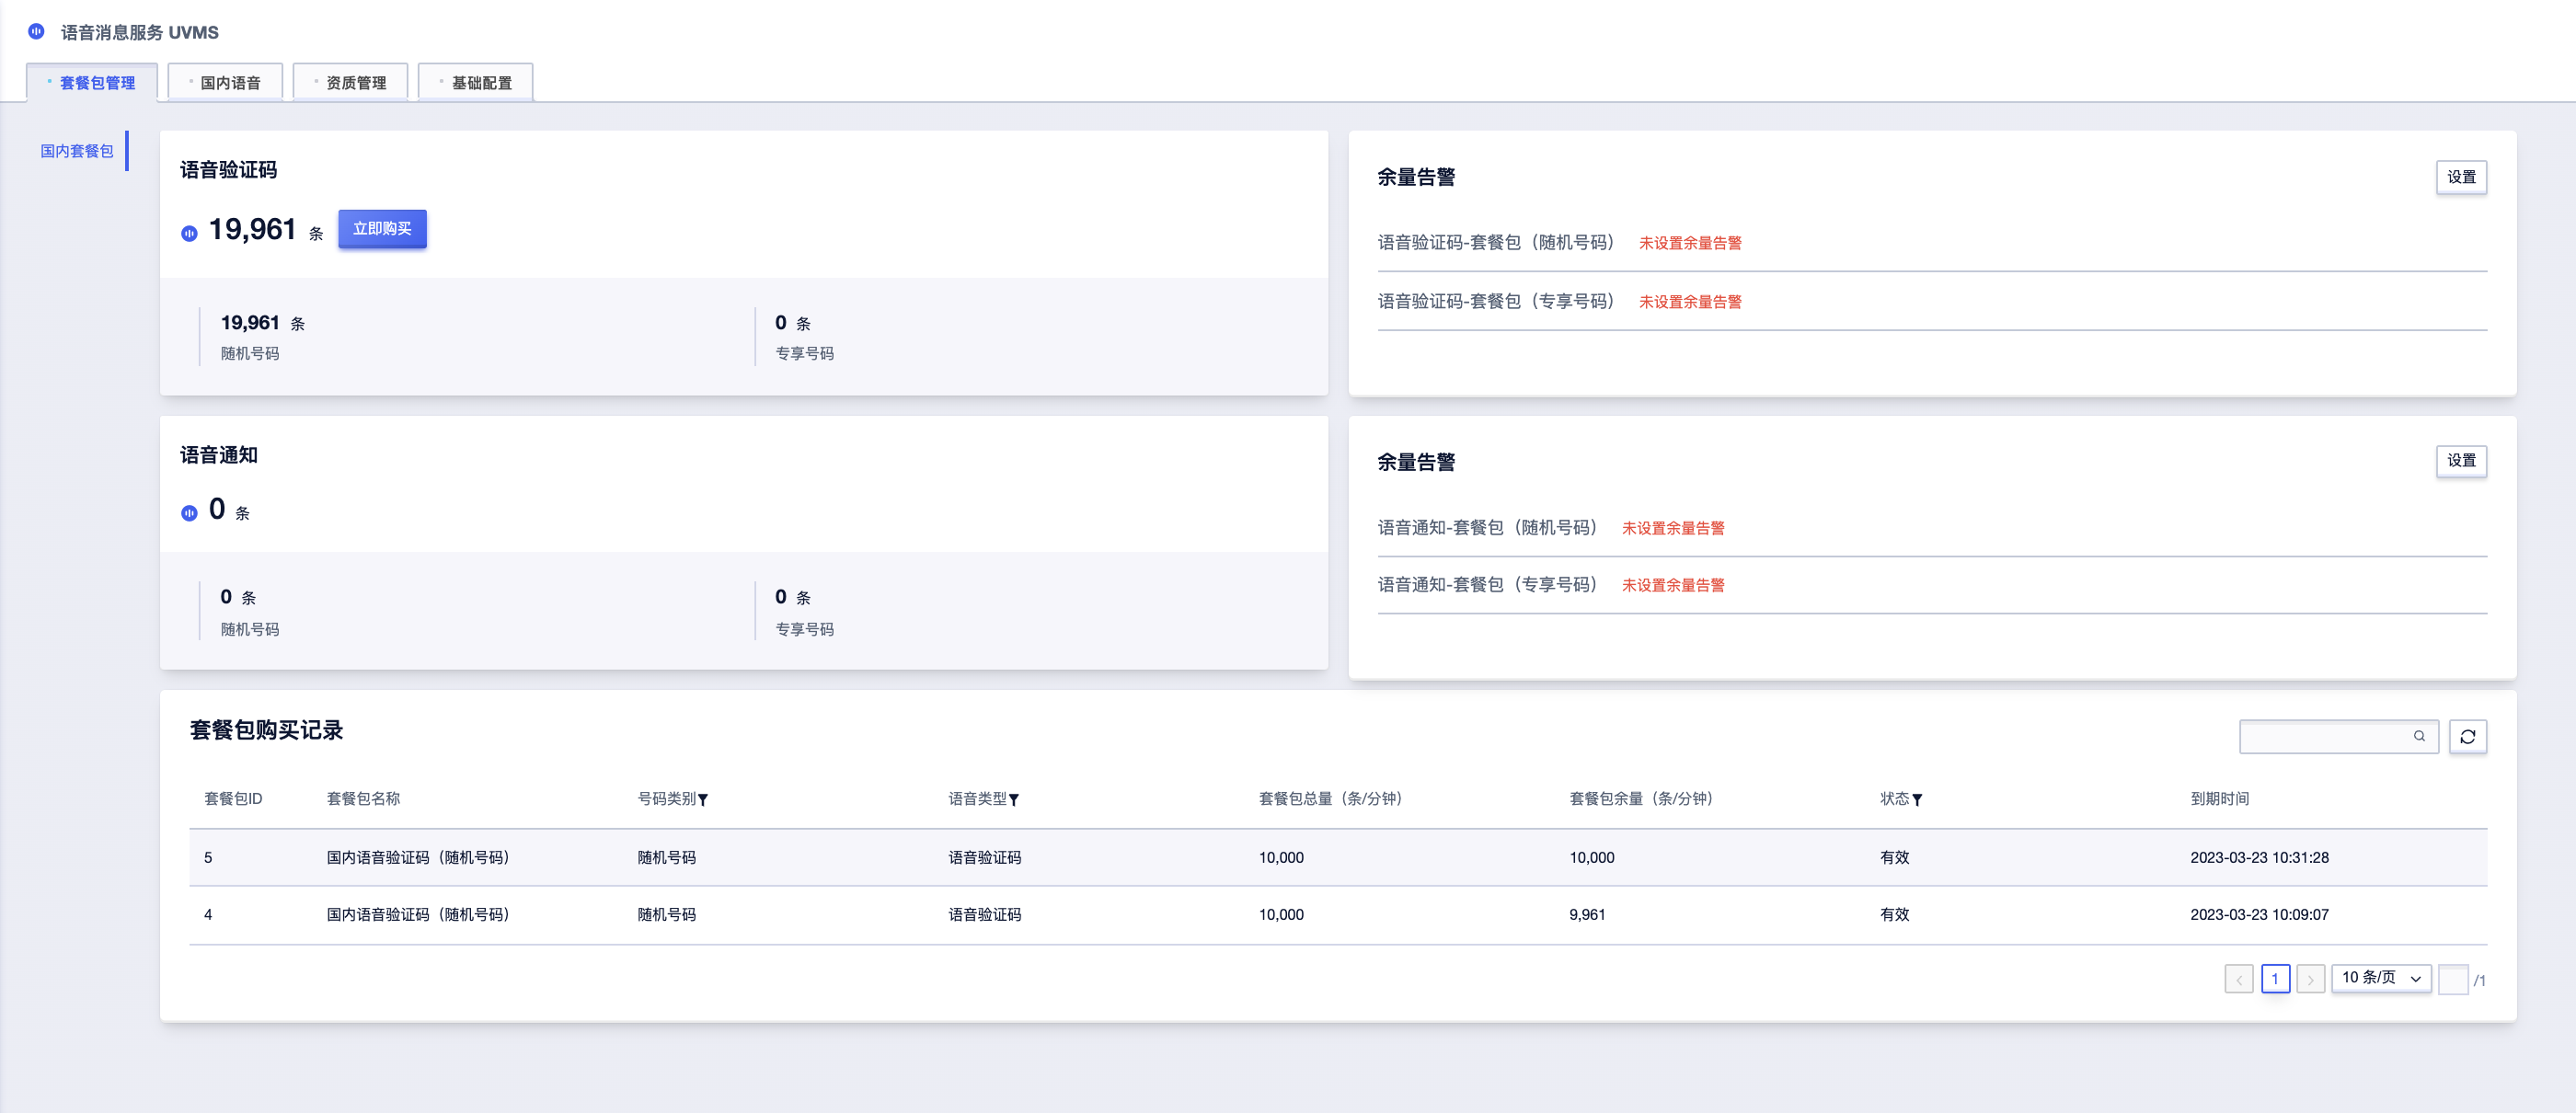 语音消息服务 UVMS
套餐包管理
国内语音
资质管理
基础配置
国内套餐包
语音验证码
19,961 条
立即购买
19,961 条
随机号码
0 条
专享号码
余量告警
设置
语音验证码-套餐包（随机号码） 未设置余量告警
语音验证码-套餐包（专享号码） 未设置余量告警
语音通知
0 条
0 条
随机号码
0 条
专享号码
余量告警
设置
语音通知-套餐包（随机号码） 未设置余量告警
语音通知-套餐包（专享号码） 未设置余量告警
套餐包购买记录
套餐包ID 套餐包名称 号码类别 语音类型 套餐包总量（条/分钟） 套餐包余量（条/分钟） 状态 到期时间
5 国内语音验证码（随机号码） 随机号码 语音验证码 10,000 10,000 有效 2023-03-23 10:31:28
4 国内语音验证码（随机号码） 随机号码 语音验证码 10,000 9,961 有效 2023-03-23 10:09:07
1 10 条/页 /1